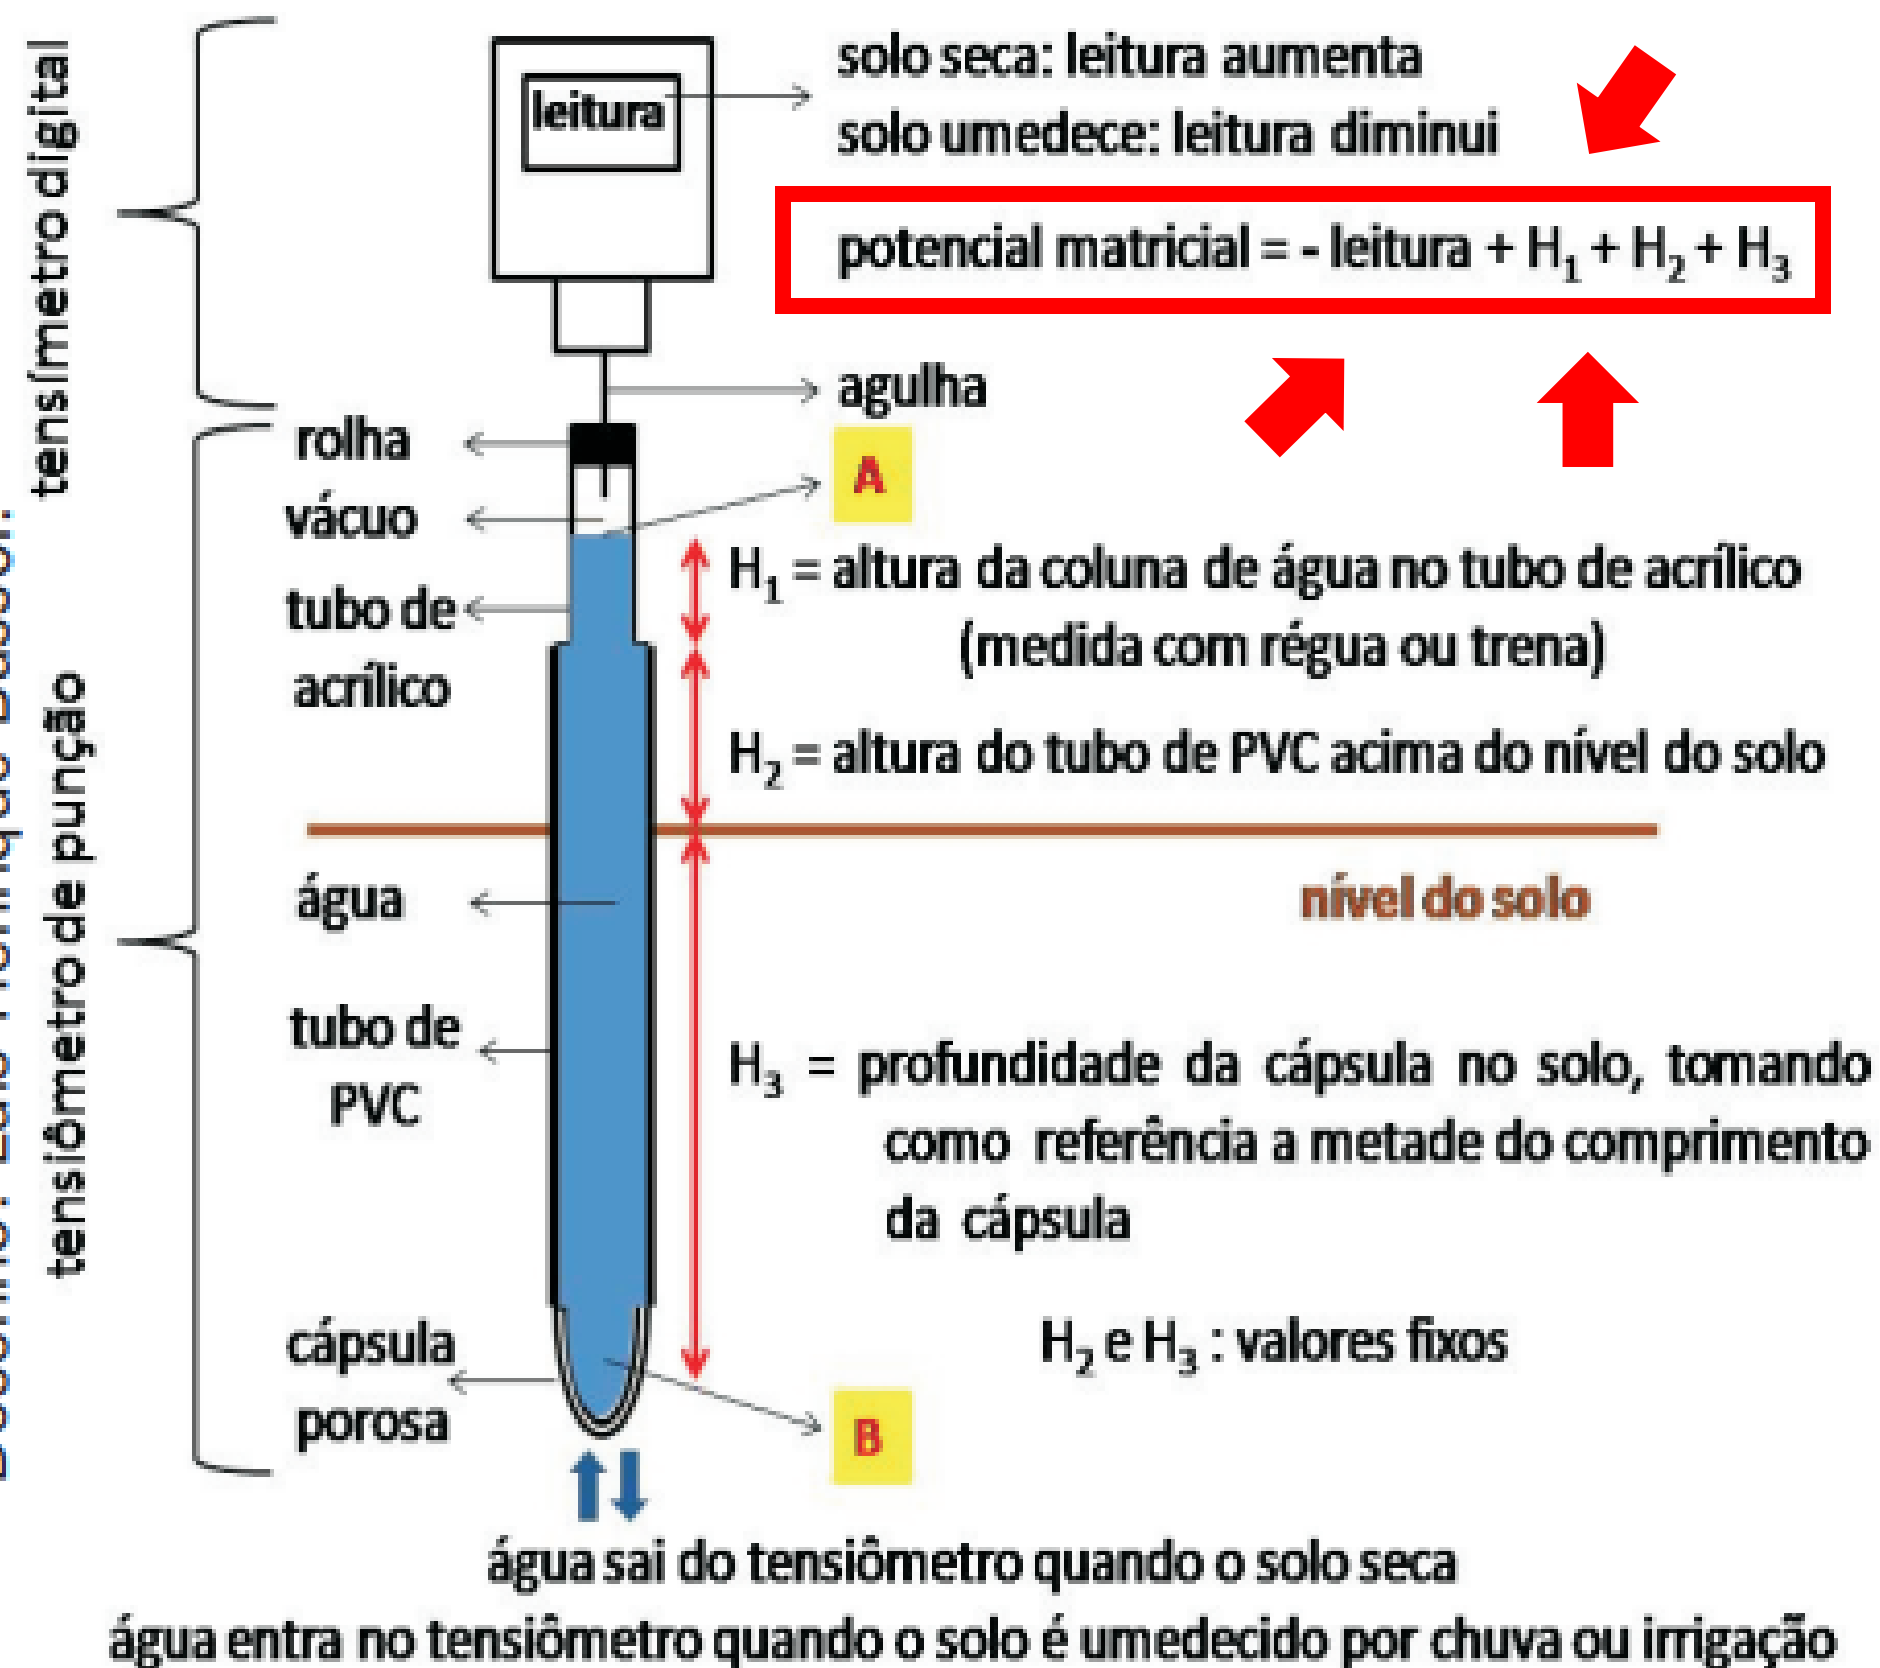 tensímetro digital
leitura
solo seca: leitura aumenta
solo umedece: leitura diminui
potencial matricial = - leitura + H₁ + H₂ + H₃
agulha
rolha
A
vácuo
tubo de
acrílico
H₁ = altura da coluna de água no tubo de acrílico
(medida com régua ou trena)
H₂ = altura do tubo de PVC acima do nível do solo
tensiômetro de punção
nível do solo
água
tubo de
PVC
H₃ = profundidade da cápsula no solo, tomando
como referência a metade do comprimento
da cápsula
H₂ e H₃ : valores fixos
cápsula
porosa
B
água sai do tensiômetro quando o solo seca
água entra no tensiômetro quando o solo é umedecido por chuva ou irrigação